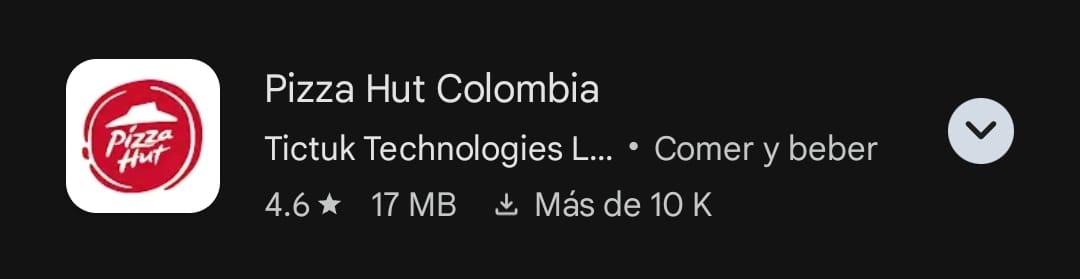 Pizza Hut
Pizza Hut Colombia
Tictuk Technologies L... • Comer y beber
4.6 ★ 17 MB Más de 10 K